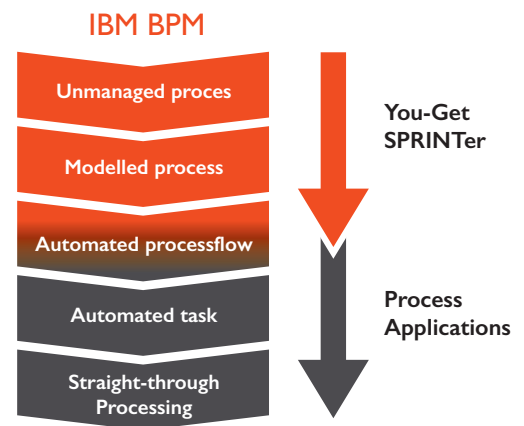 IBM BPM
Unmanaged proces
Modelled process
Automated processflow
Automated task
Straight-through
Processing
You-Get
SPRINTer
Process
Applications